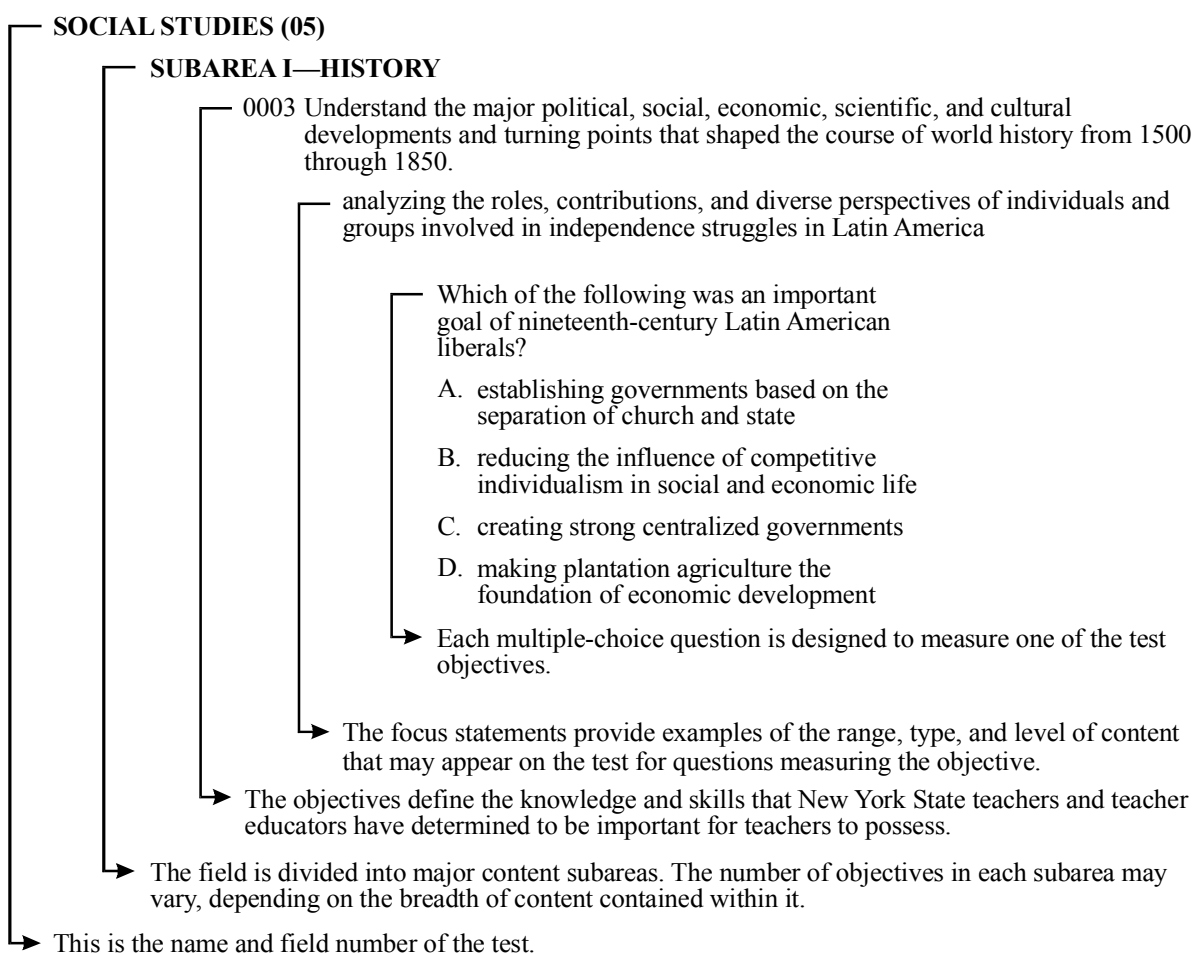 SOCIAL STUDIES (05)
SUBAREA I—HISTORY
0003 Understand the major political, social, economic, scientific, and cultural
developments and turning points that shaped the course of world history from 1500
through 1850.
analyzing the roles, contributions, and diverse perspectives of individuals and
groups involved in independence struggles in Latin America
Which of the following was an important
goal of nineteenth-century Latin American
liberals?
A. establishing governments based on the
separation of church and state
B. reducing the influence of competitive
individualism in social and economic life
C. creating strong centralized governments
D. making plantation agriculture the
foundation of economic development
Each multiple-choice question is designed to measure one of the test
objectives.
The focus statements provide examples of the range, type, and level of content
that may appear on the test for questions measuring the objective.
The objectives define the knowledge and skills that New York State teachers and teacher
educators have determined to be important for teachers to possess.
The field is divided into major content subareas. The number of objectives in each subarea may
vary, depending on the breadth of content contained within it.
This is the name and field number of the test.